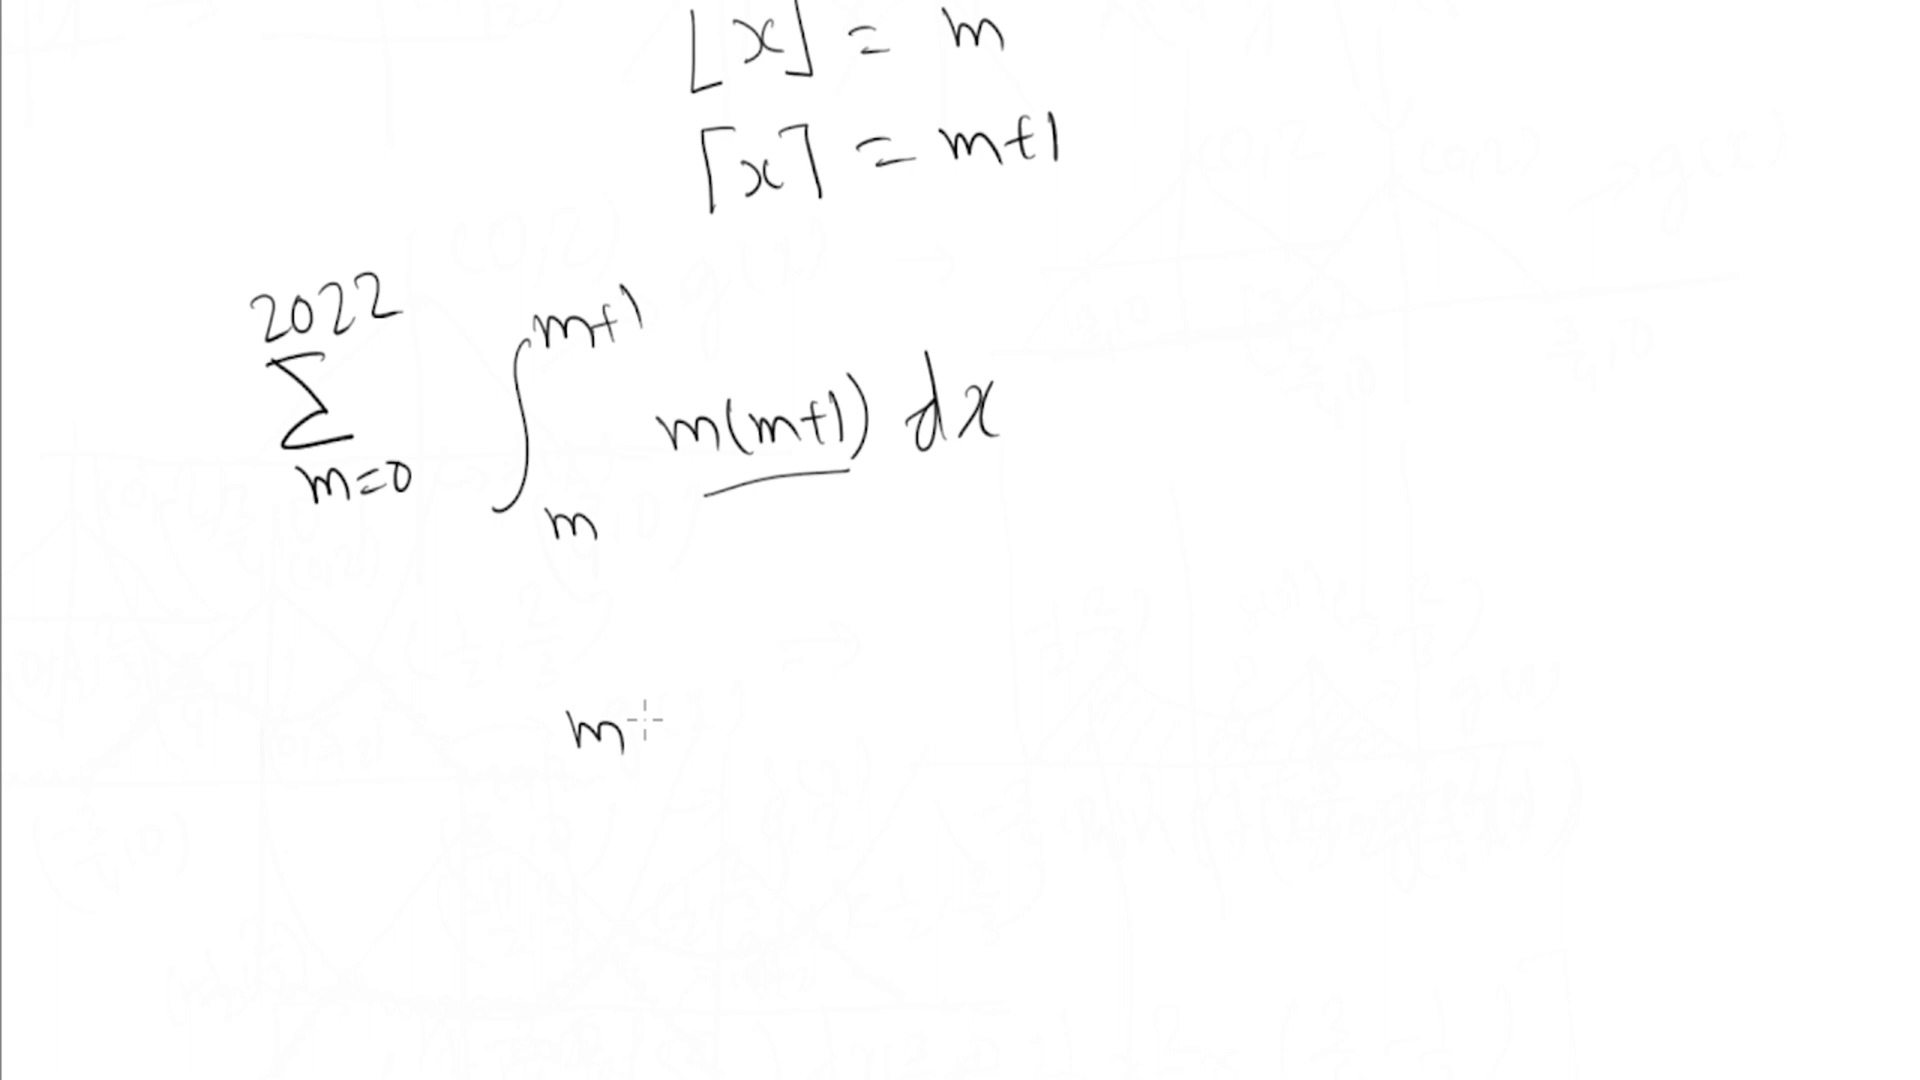 ⌊x⌋ = m
⌈x⌉ = m+1
2022
∑ ∫ m+1 m(m+1) dx
m=0 m
m